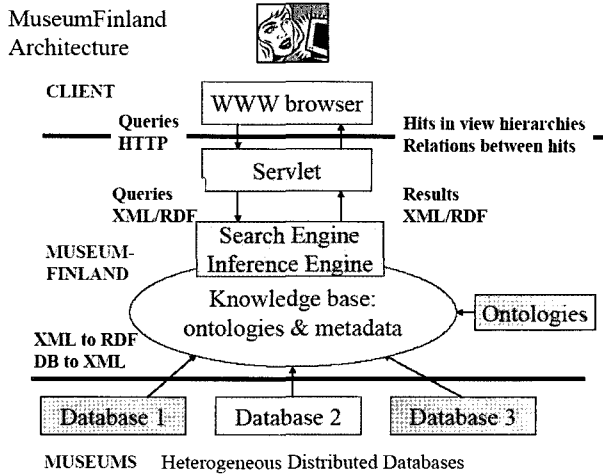 MuseumFinland
Architecture
CLIENT
WWW browser
Queries
HTTP
Hits in view hierarchies
Relations between hits
Servlet
Queries
XML/RDF
Results
XML/RDF
Search Engine
Inference Engine
MUSEUM-
FINLAND
Knowledge base:
ontologies & metadata
Ontologies
XML to RDF
DB to XML
Database 1
Database 2
Database 3
MUSEUMS Heterogeneous Distributed Databases